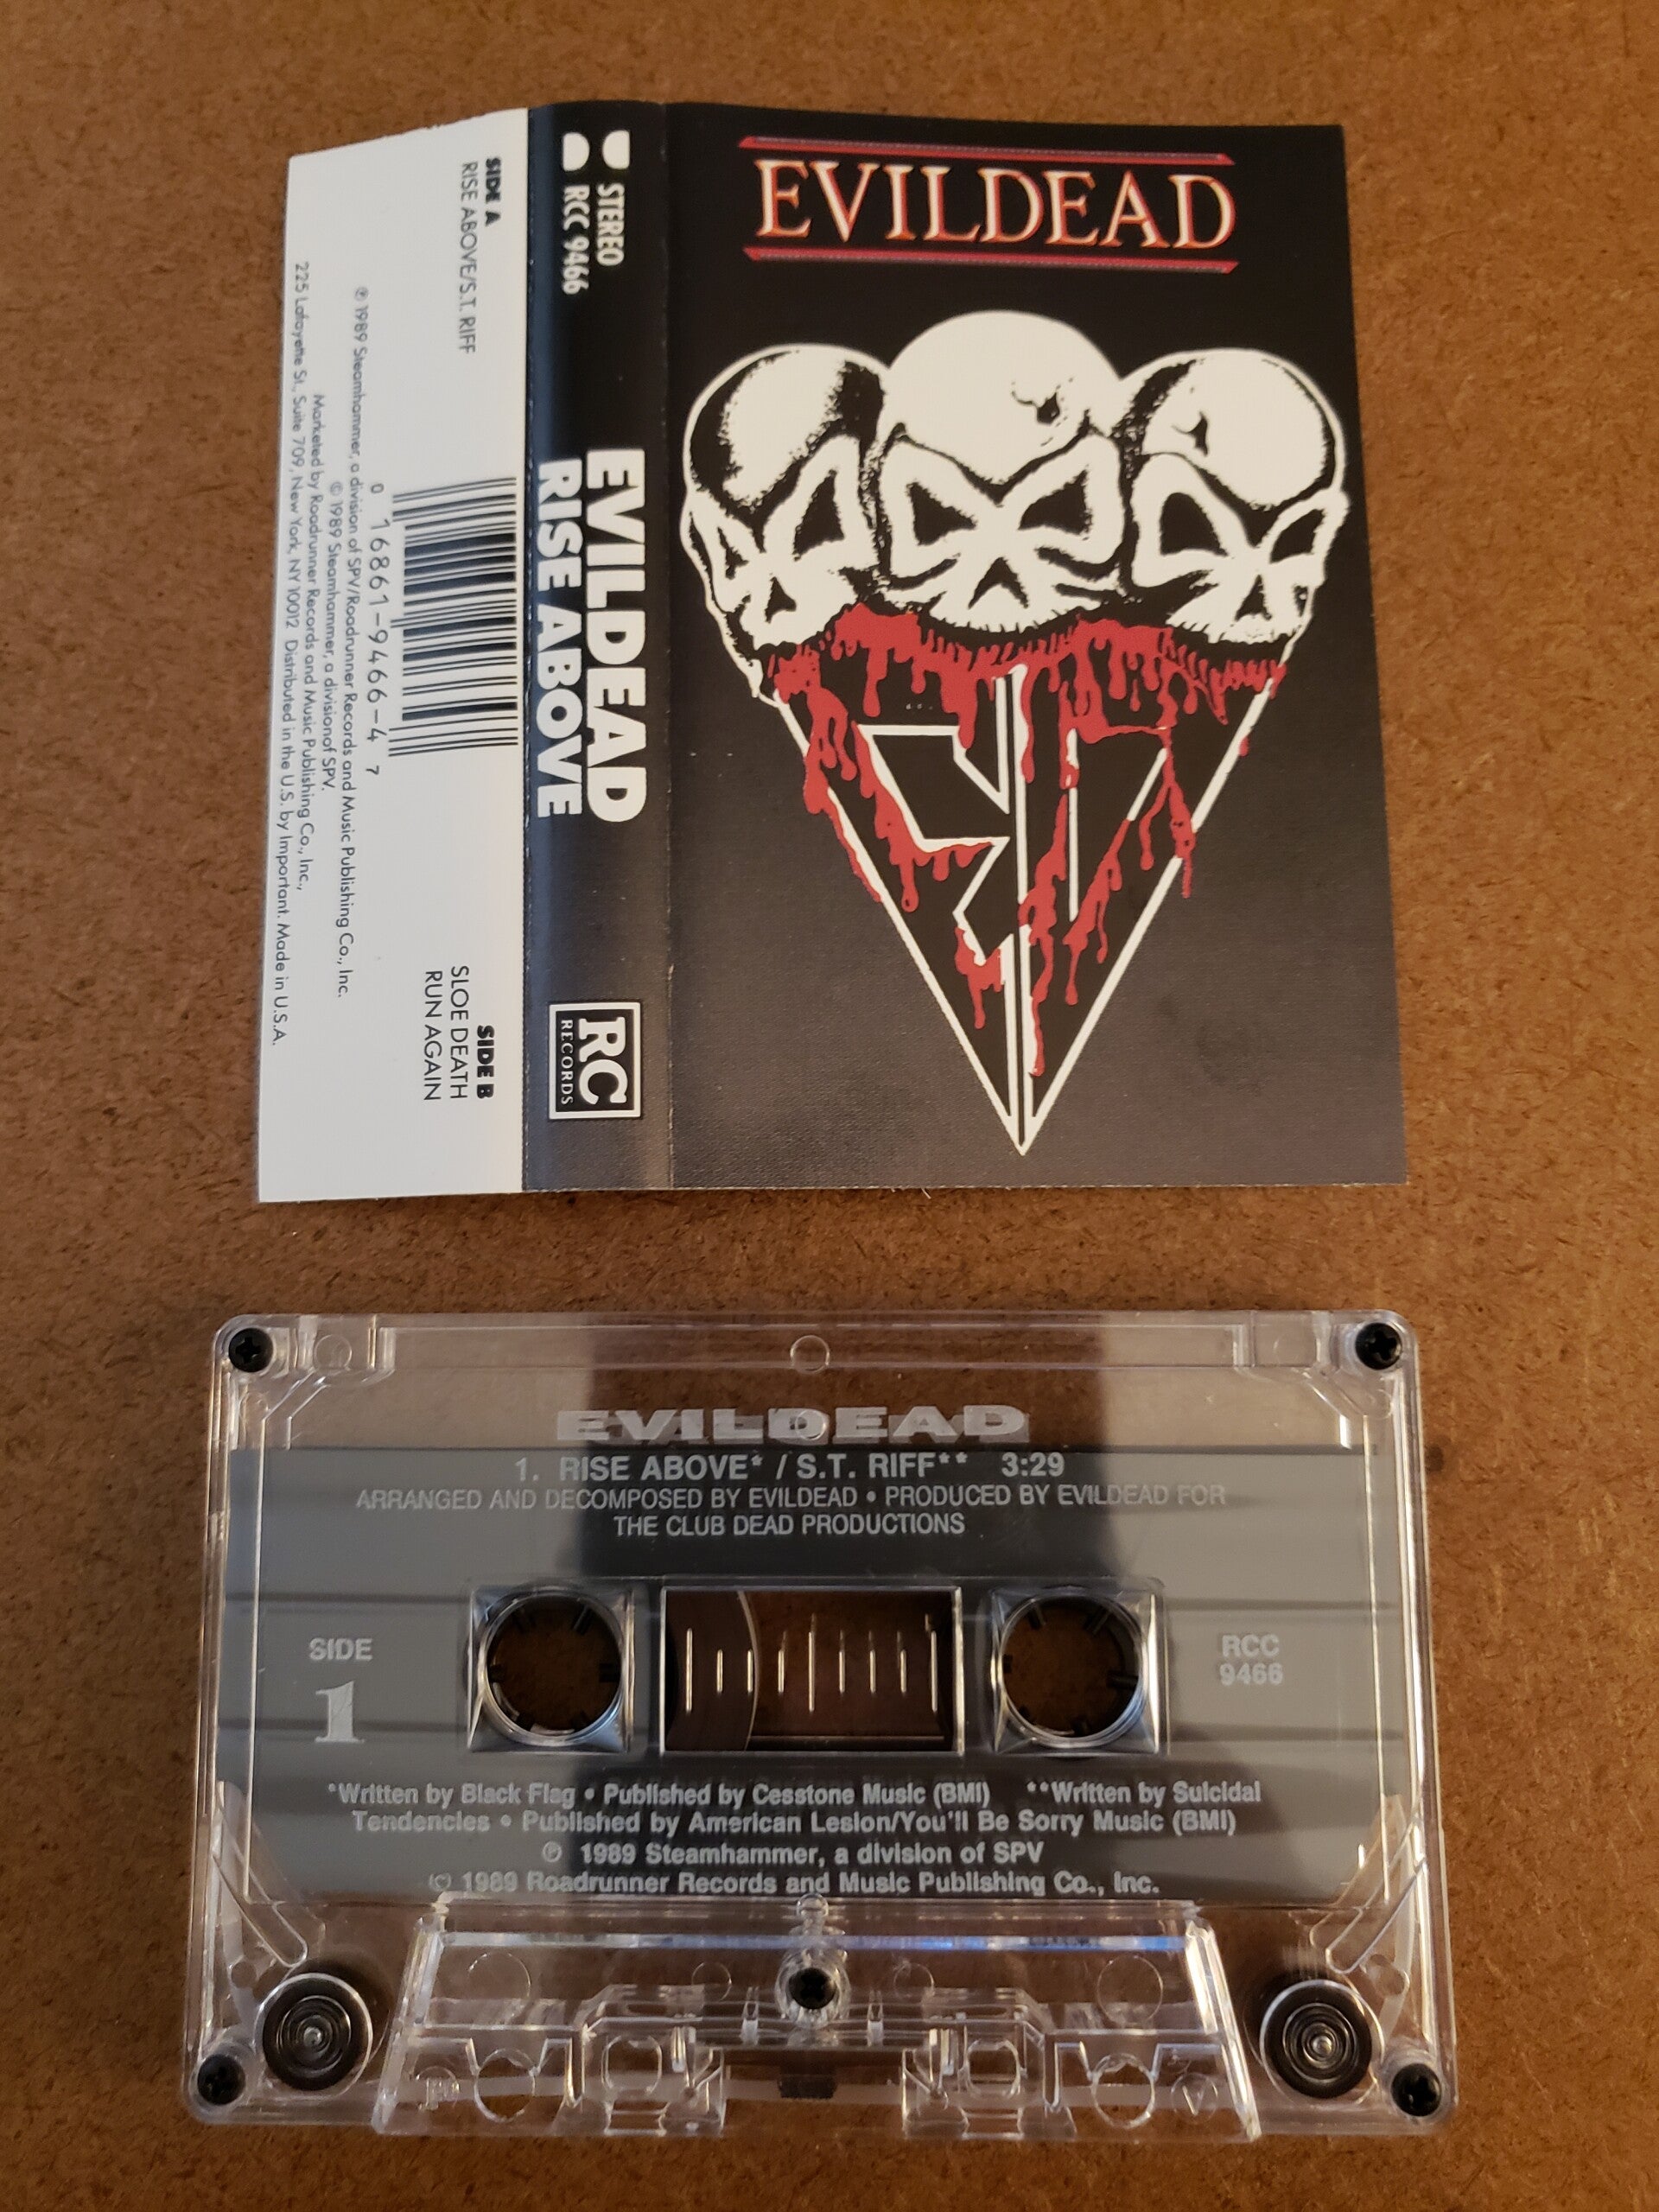 EVILDEAD
STEREO
RCC 9466
EVILDEAD
RISE ABOVE
RC
RECORDS
SIDE A
RISE ABOVE/S.T. RIFF
SIDE B
SLOE DEATH
RUN AGAIN
0 16861-9466-4 7
℗ 1989 Steamhammer, a division of SPV/Roadrunner Records and Music Publishing Co., Inc.
© 1989 Steamhammer, a divisionof SPV.
Marketed by Roadrunner Records and Music Publishing Co., Inc.,
225 Lafayette St., Suite 709, New York, NY 10012 Distributed in the U.S. by Important. Made in U.S.A.
EVILDEAD
1. RISE ABOVE* / S.T. RIFF** 3:29
ARRANGED AND DECOMPOSED BY EVILDEAD • PRODUCED BY EVILDEAD FOR
THE CLUB DEAD PRODUCTIONS
SIDE
1
RCC
9466
*Written by Black Flag • Published by Cesstone Music (BMI) **Written by Suicidal
Tendencies • Published by American Lesion/You'll Be Sorry Music (BMI)
℗ 1989 Steamhammer, a division of SPV
© 1989 Roadrunner Records and Music Publishing Co., Inc.